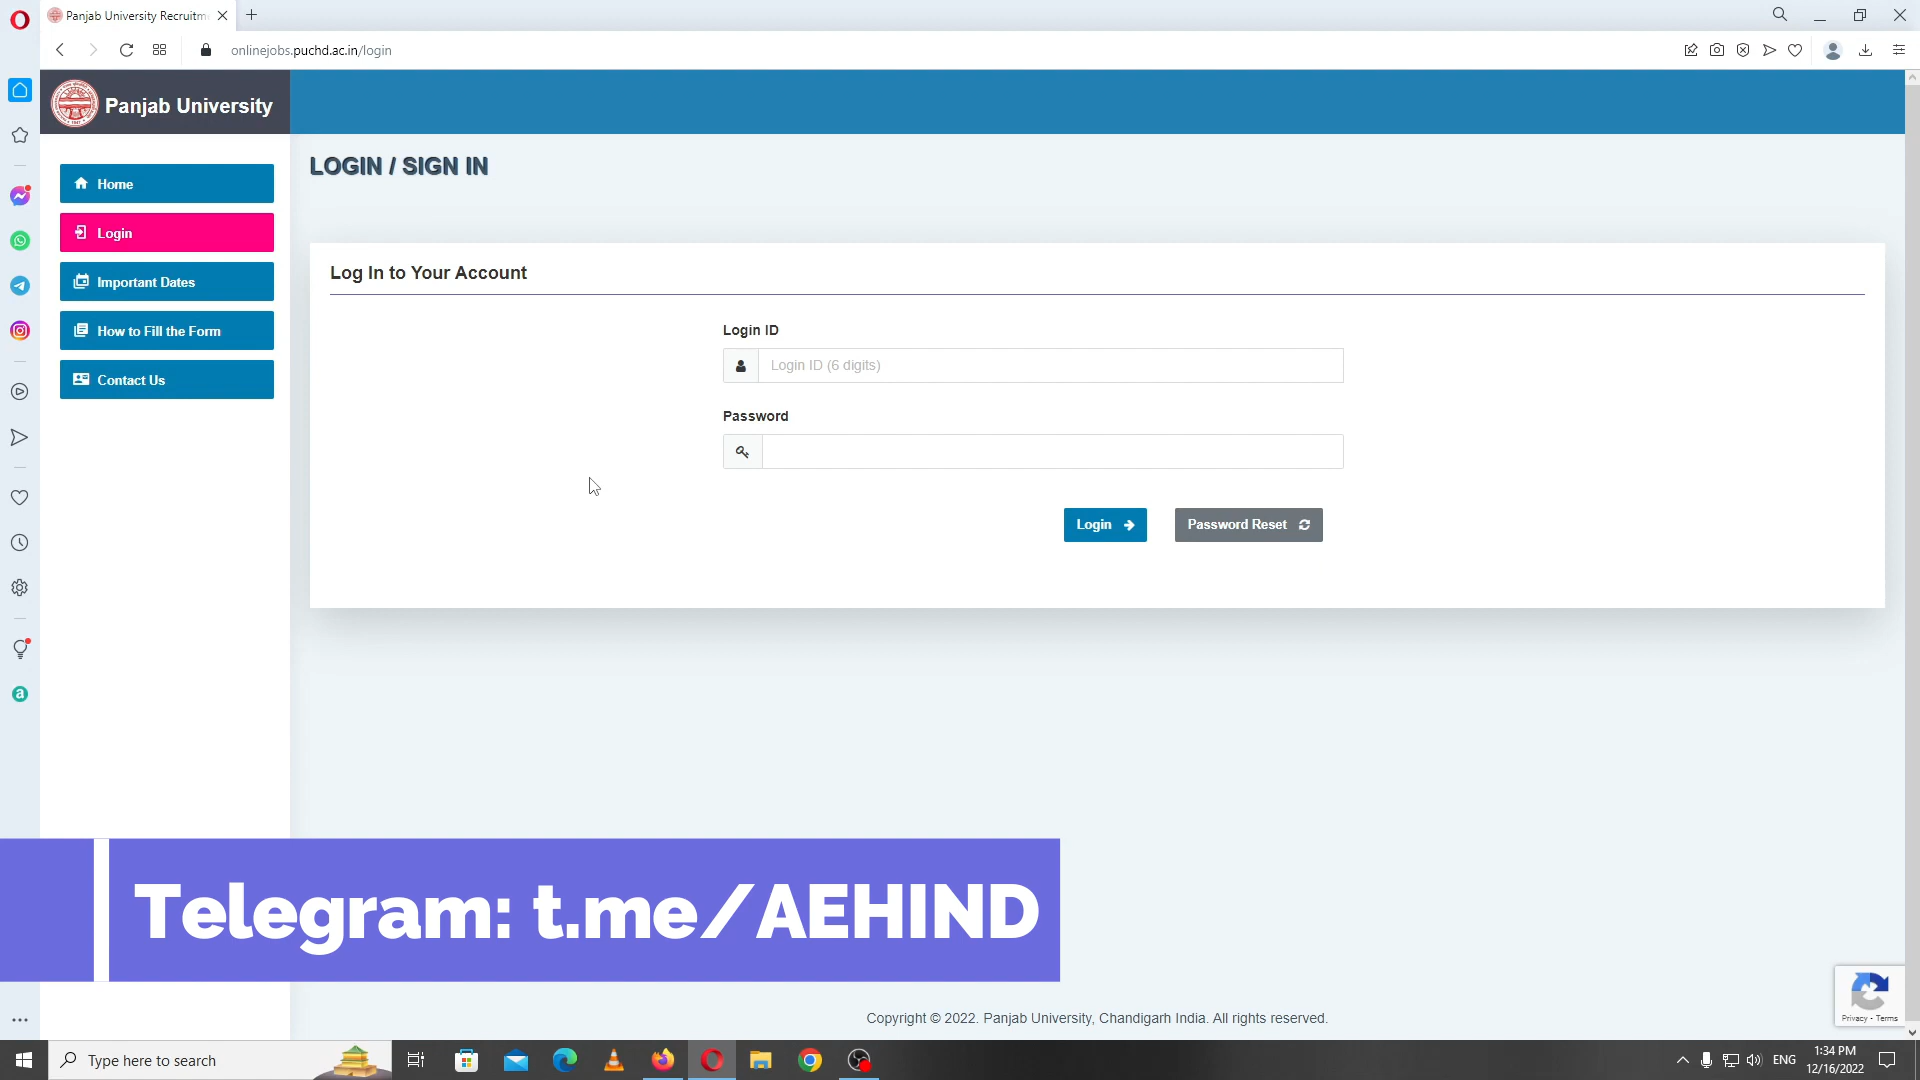 Panjab University Recruitm
onlinejobs.puchd.ac.in/login
Panjab University
Home
Login
Important Dates
How to Fill the Form
Contact Us
LOGIN / SIGN IN
Log In to Your Account
Login ID
Login ID (6 digits)
Password
Login
Password Reset
Telegram: t.me/AEHIND
Copyright © 2022. Panjab University, Chandigarh India. All rights reserved.
Privacy - Terms
Type here to search
ENG
1:34 PM
12/16/2022